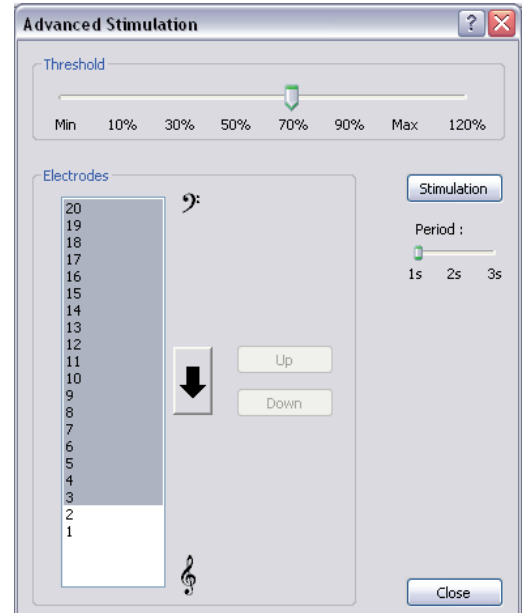 Advanced Stimulation
Threshold
Min 10% 30% 50% 70% 90% Max 120%
Electrodes
Stimulation
Period :
1s 2s 3s
20
19
18
17
16
15
14
13
12
11
10
9
8
7
6
5
4
3
2
1
Up
Down
Close